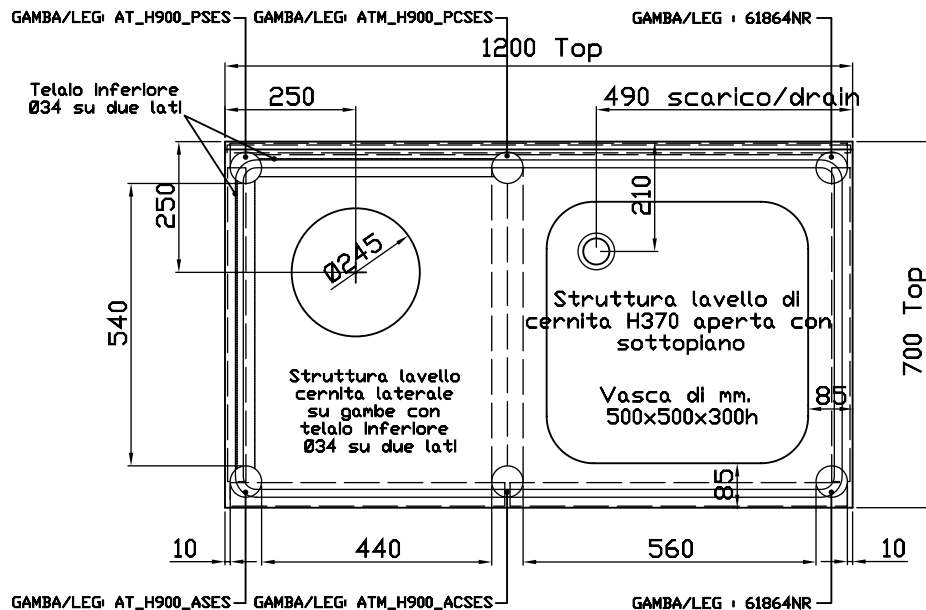 GAMBA/LEG: AT_H900_PSES
GAMBA/LEG: ATM_H900_PCSES
GAMBA/LEG : 61864NR
1200 Top
Telaio inferiore
Ø34 su due lati
250
490 scarico/drain
250
210
Ø245
540
Struttura lavello di
cernita H370 aperta con
sottopiano
700 Top
Struttura lavello
cernita laterale
su gambe con
telaio inferiore
Ø34 su due lati
Vasca di mm.
500x500x300h
85
85
10
440
560
10
GAMBA/LEG: AT_H900_ASES
GAMBA/LEG: ATM_H900_ACSES
GAMBA/LEG : 61864NR